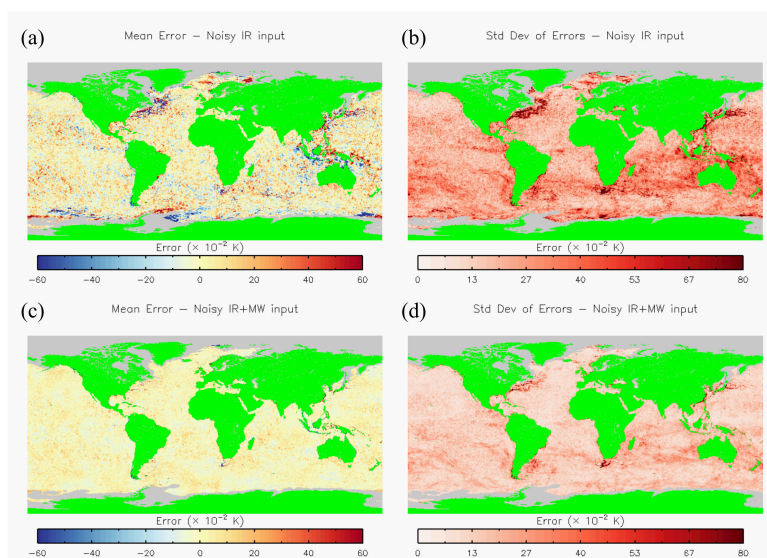 (a) Mean Error – Noisy IR input
(b) Std Dev of Errors – Noisy IR input
Error (× 10⁻² K)
−60 −40 −20 0 20 40 60
Error (× 10⁻² K)
0 13 27 40 53 67 80
(c) Mean Error – Noisy IR+MW input
(d) Std Dev of Errors – Noisy IR+MW input
Error (× 10⁻² K)
−60 −40 −20 0 20 40 60
Error (× 10⁻² K)
0 13 27 40 53 67 80